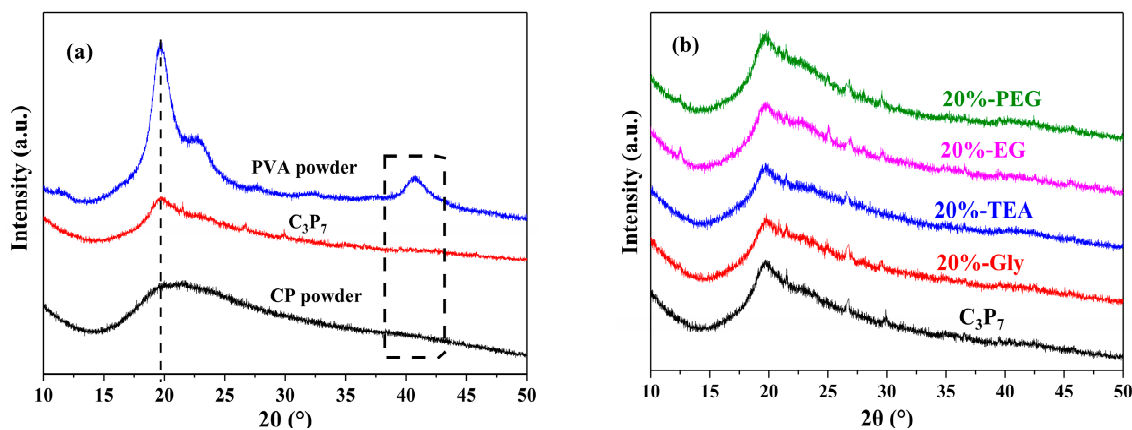 (a)
Intensity (a.u.)
PVA powder
C₃P₇
CP powder
10 15 20 25 30 35 40 45 50
2θ (°)
(b)
Intensity (a.u.)
20%-PEG
20%-EG
20%-TEA
20%-Gly
C₃P₇
10 15 20 25 30 35 40 45 50
2θ (°)